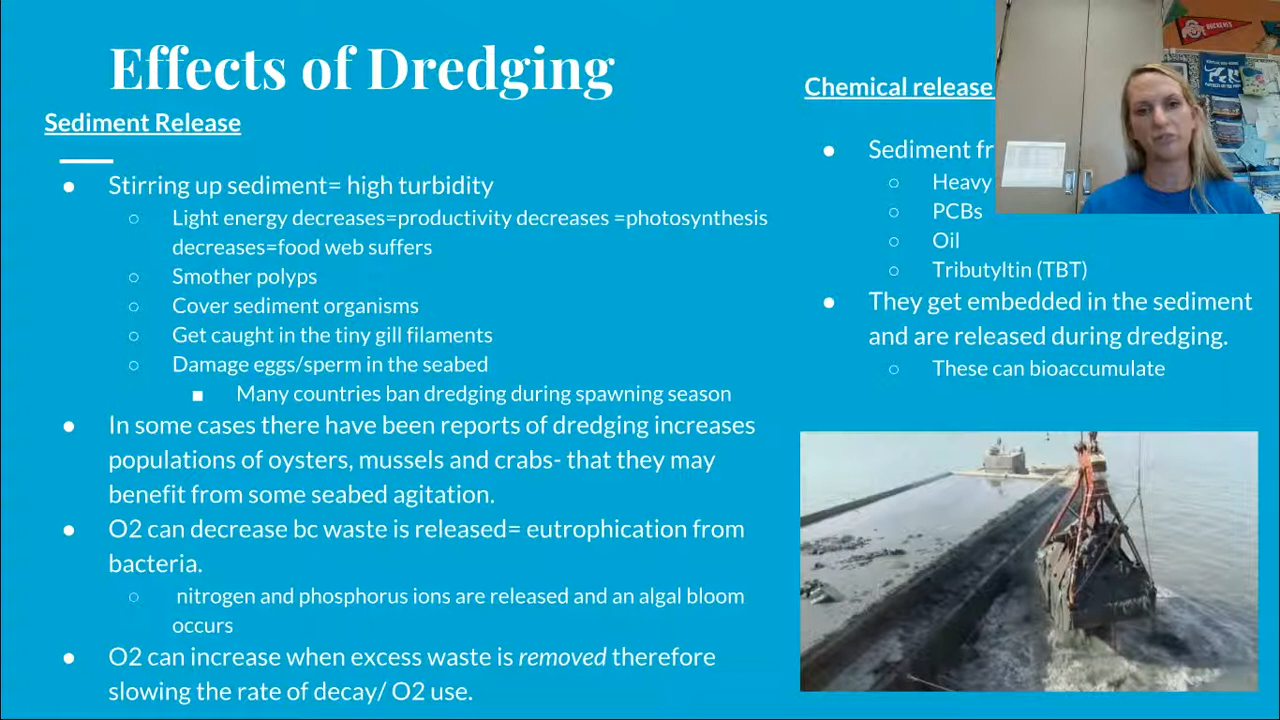 Effects of Dredging
Sediment Release
Stirring up sediment= high turbidity
Light energy decreases=productivity decreases =photosynthesis
decreases=food web suffers
Smother polyps
Cover sediment organisms
Get caught in the tiny gill filaments
Damage eggs/sperm in the seabed
Many countries ban dredging during spawning season
In some cases there have been reports of dredging increases
populations of oysters, mussels and crabs- that they may
benefit from some seabed agitation.
O2 can decrease bc waste is released= eutrophication from
bacteria.
nitrogen and phosphorus ions are released and an algal bloom
occurs
O2 can increase when excess waste is removed therefore
slowing the rate of decay/ O2 use.
Chemical release
Sediment fr
Heavy
PCBs
Oil
Tributyltin (TBT)
They get embedded in the sediment
and are released during dredging.
These can bioaccumulate
BUCKEYES